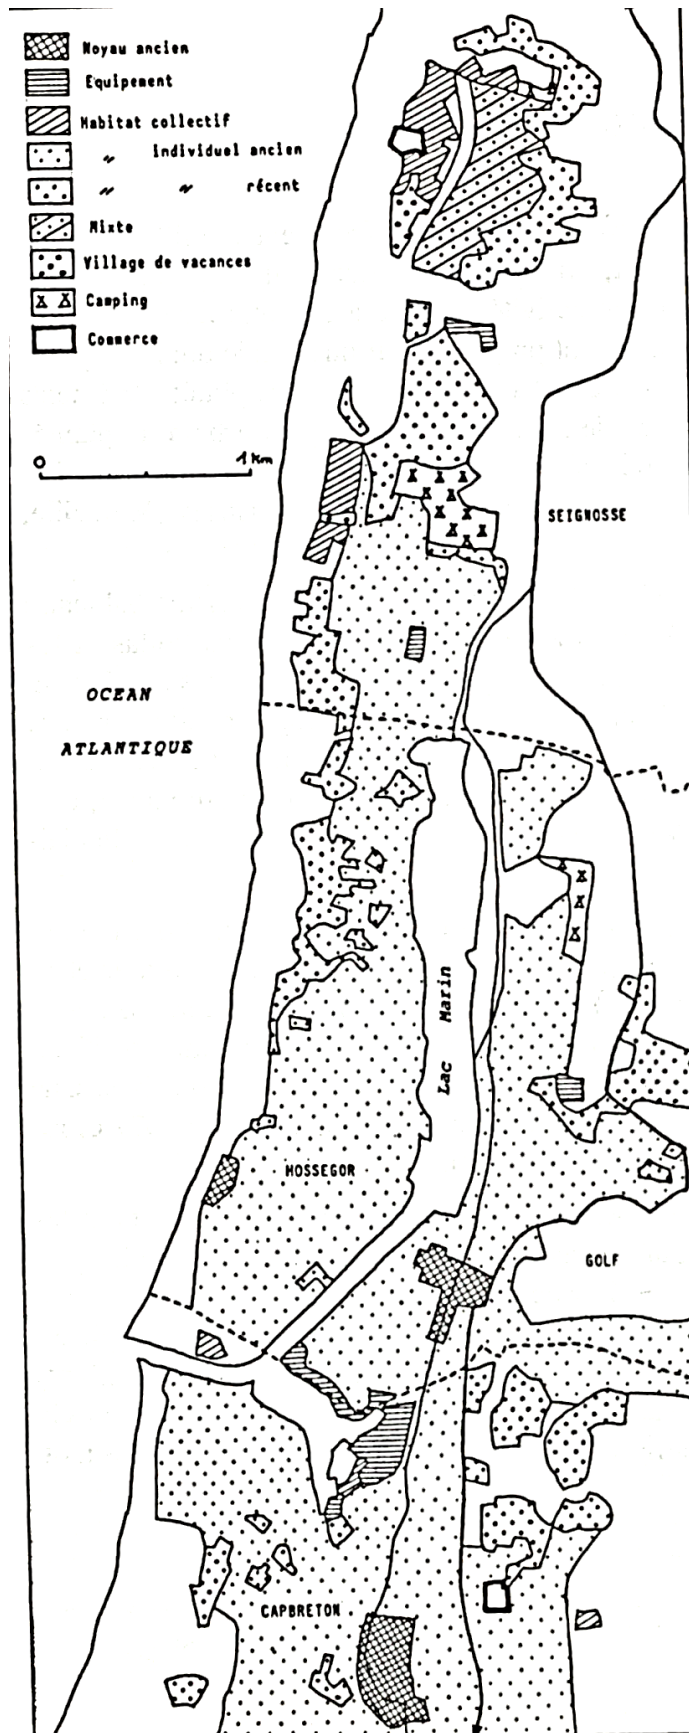 Noyau ancien
Equipement
Habitat collectif
〃 individuel ancien
〃 〃 récent
Mixte
Village de vacances
Camping
Commerce
0 1 Km
SEIGNOSSE
OCEAN
ATLANTIQUE
Lac Marin
HOSSEGOR
GOLF
CAPBRETON